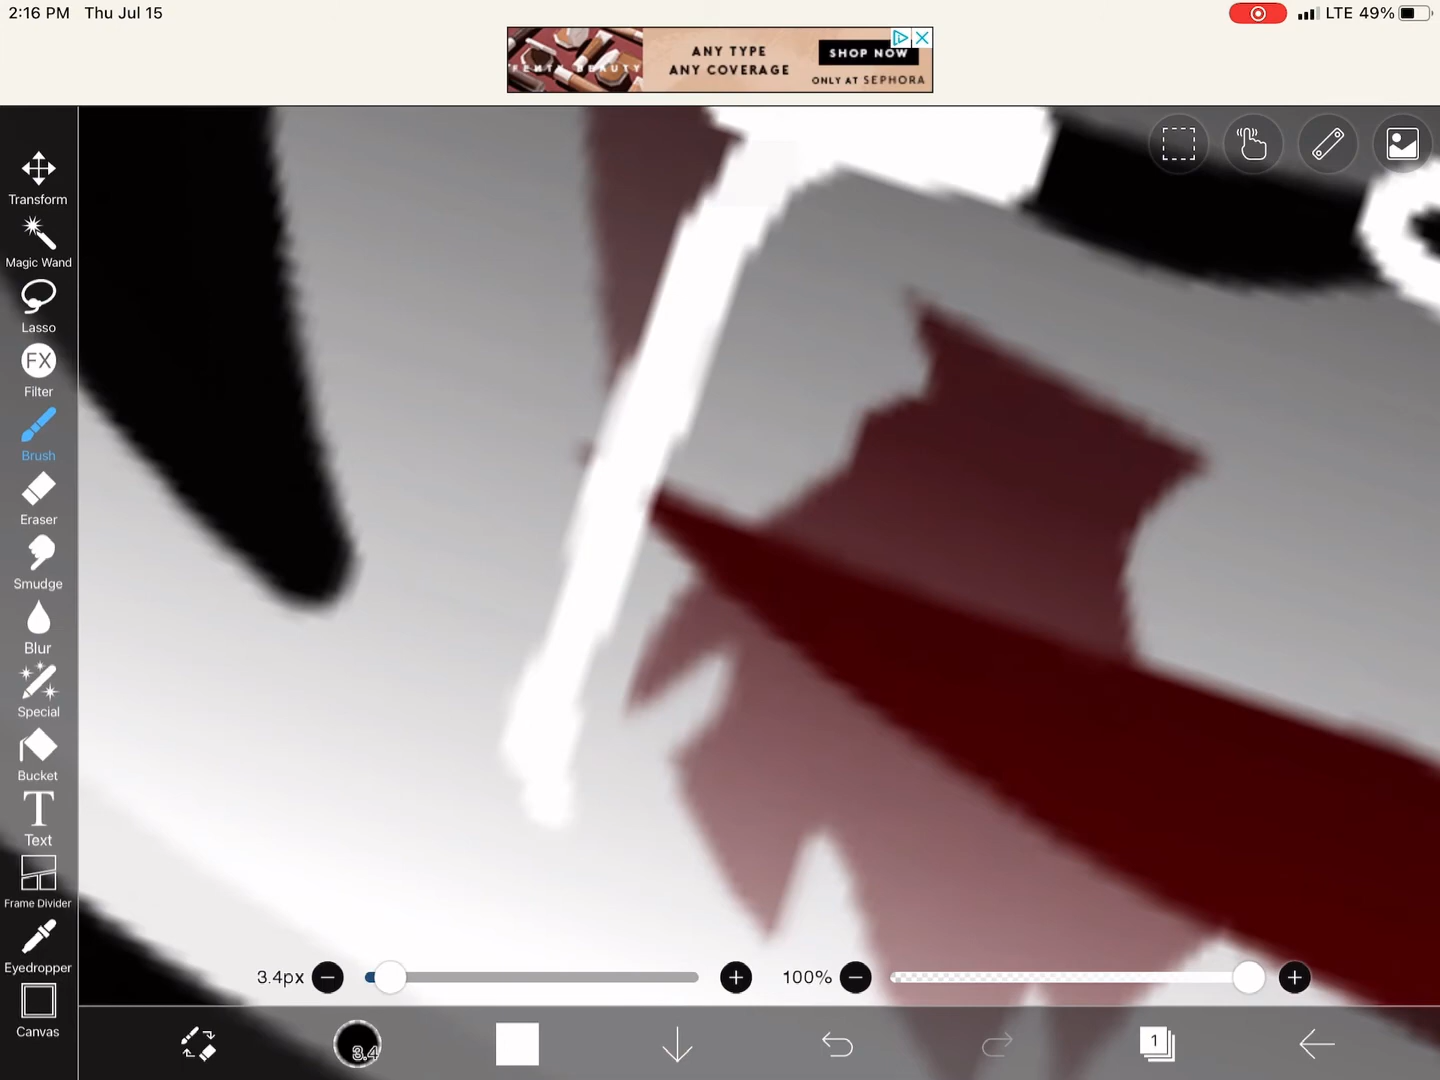 2:16 PM Thu Jul 15
LTE 49%
FENTY BEAUTY
ANY TYPE
ANY COVERAGE
SHOP NOW
ONLY AT SEPHORA
Transform
Magic Wand
Lasso
FX
Filter
Brush
Eraser
Smudge
Blur
Special
Bucket
T
Text
Frame Divider
Eyedropper
Canvas
3.4px
100%
3.4
1